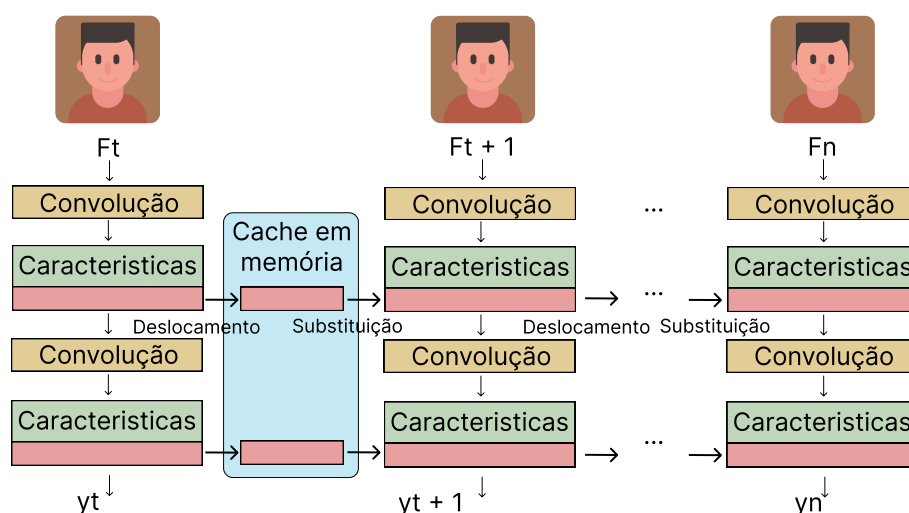 Ft
Ft + 1
Fn
Convolução
Convolução
...
Convolução
Cache em
memória
Caracteristicas
Caracteristicas
...
Caracteristicas
Deslocamento
Substituição
Deslocamento
Substituição
Convolução
Convolução
Convolução
Caracteristicas
Caracteristicas
...
Caracteristicas
yt
yt + 1
yn